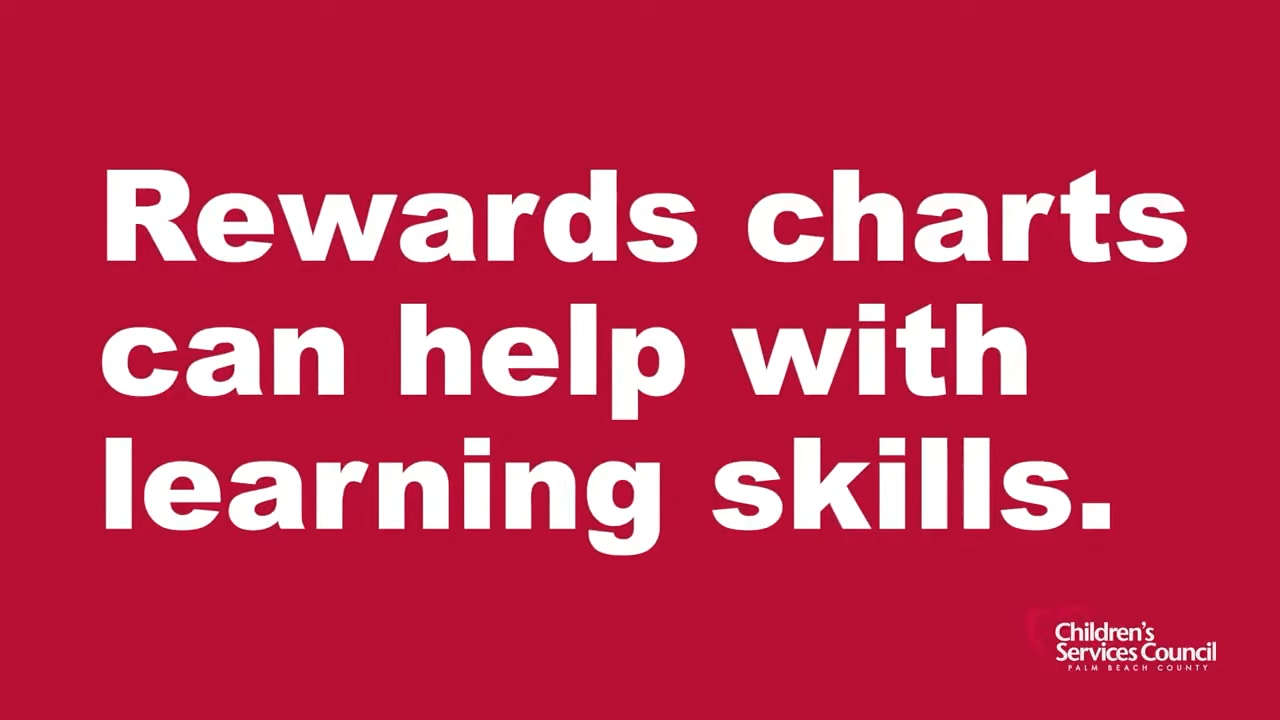 Rewards charts
can help with
learning skills.
Children's
Services Council
PALM BEACH COUNTY